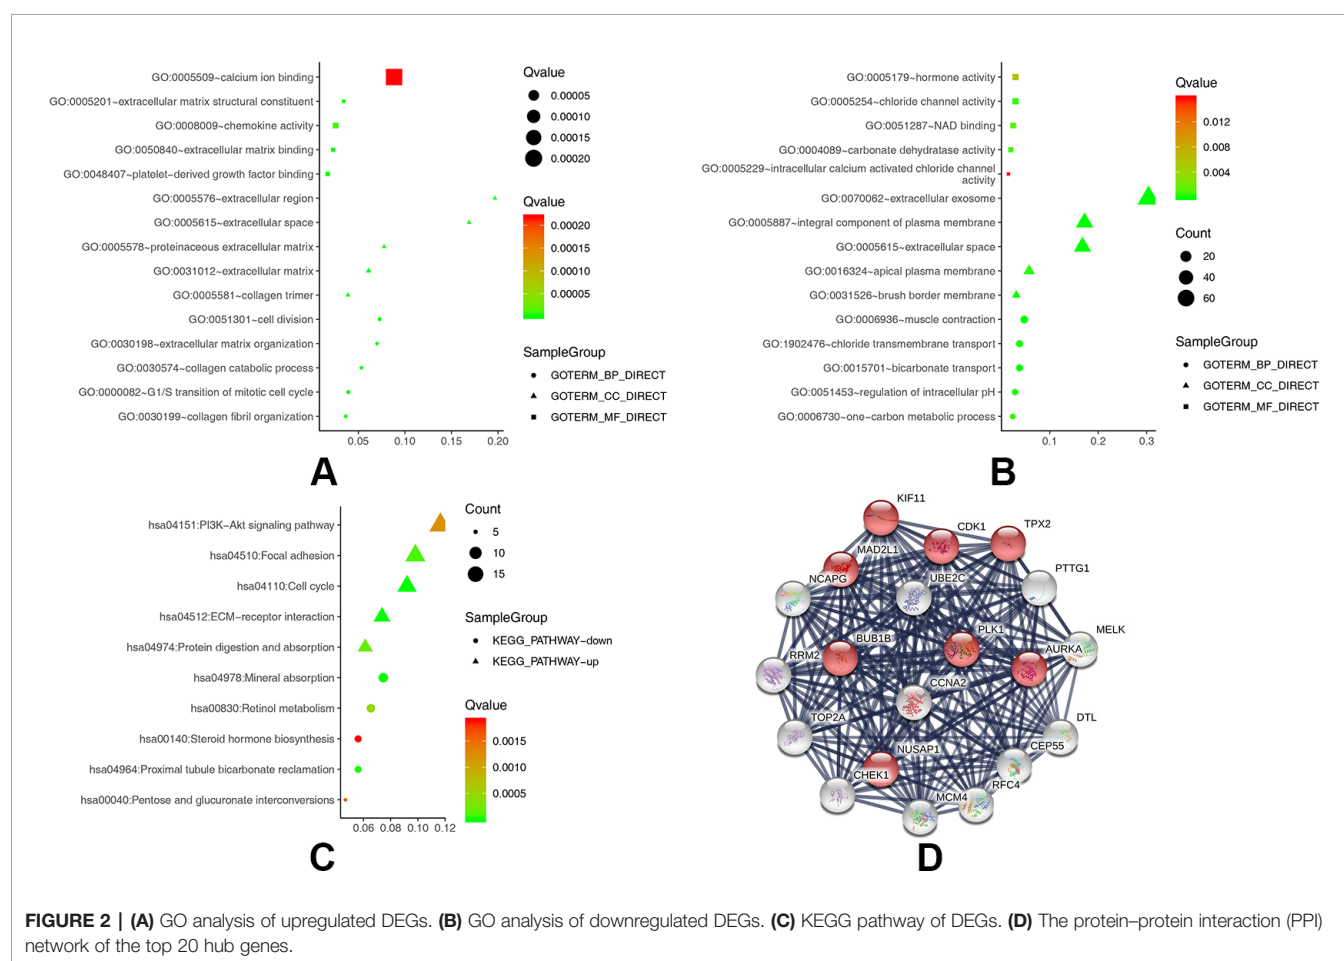 GO:0005509~calcium ion binding
GO:0005201~extracellular matrix structural constituent
GO:0008009~chemokine activity
GO:0050840~extracellular matrix binding
GO:0048407~platelet-derived growth factor binding
GO:0005576~extracellular region
GO:0005615~extracellular space
GO:0005578~proteinaceous extracellular matrix
GO:0031012~extracellular matrix
GO:0005581~collagen trimer
GO:0051301~cell division
GO:0030198~extracellular matrix organization
GO:0030574~collagen catabolic process
GO:0000082~G1/S transition of mitotic cell cycle
GO:0030199~collagen fibril organization
0.05 0.10 0.15 0.20
Qvalue
0.00005
0.00010
0.00015
0.00020
Qvalue
0.00020
0.00015
0.00010
0.00005
SampleGroup
GOTERM_BP_DIRECT
GOTERM_CC_DIRECT
GOTERM_MF_DIRECT
A
GO:0005179~hormone activity
GO:0005254~chloride channel activity
GO:0051287~NAD binding
GO:0004089~carbonate dehydratase activity
GO:0005229~intracellular calcium activated chloride channel
activity
GO:0070062~extracellular exosome
GO:0005887~integral component of plasma membrane
GO:0005615~extracellular space
GO:0016324~apical plasma membrane
GO:0031526~brush border membrane
GO:0006936~muscle contraction
GO:1902476~chloride transmembrane transport
GO:0015701~bicarbonate transport
GO:0051453~regulation of intracellular pH
GO:0006730~one-carbon metabolic process
0.1 0.2 0.3
Qvalue
0.012
0.008
0.004
Count
20
40
60
SampleGroup
GOTERM_BP_DIRECT
GOTERM_CC_DIRECT
GOTERM_MF_DIRECT
B
hsa04151:PI3K-Akt signaling pathway
hsa04510:Focal adhesion
hsa04110:Cell cycle
hsa04512:ECM-receptor interaction
hsa04974:Protein digestion and absorption
hsa04978:Mineral absorption
hsa00830:Retinol metabolism
hsa00140:Steroid hormone biosynthesis
hsa04964:Proximal tubule bicarbonate reclamation
hsa00040:Pentose and glucuronate interconversions
0.06 0.08 0.10 0.12
Count
5
10
15
SampleGroup
KEGG_PATHWAY-down
KEGG_PATHWAY-up
Qvalue
0.0015
0.0010
0.0005
C
KIF11
CDK1
TPX2
MAD2L1
PTTG1
NCAPG
UBE2C
PLK1
MELK
BUB1B
AURKA
RRM2
CCNA2
TOP2A
DTL
CEP55
NUSAP1
CHEK1
RFC4
MCM4
D
FIGURE 2 | (A) GO analysis of upregulated DEGs. (B) GO analysis of downregulated DEGs. (C) KEGG pathway of DEGs. (D) The protein–protein interaction (PPI)
network of the top 20 hub genes.